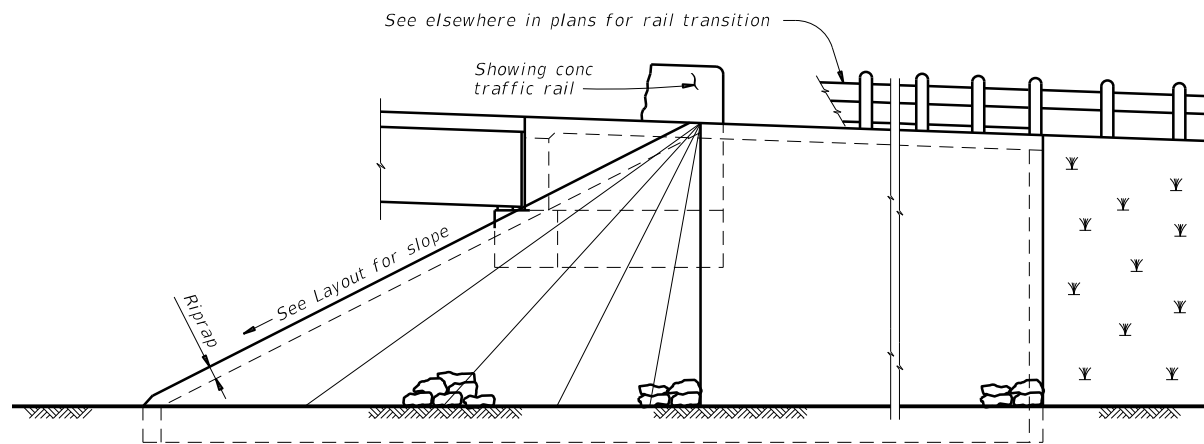 See elsewhere in plans for rail transition
Showing conc
traffic rail
See Layout for slope
Riprap